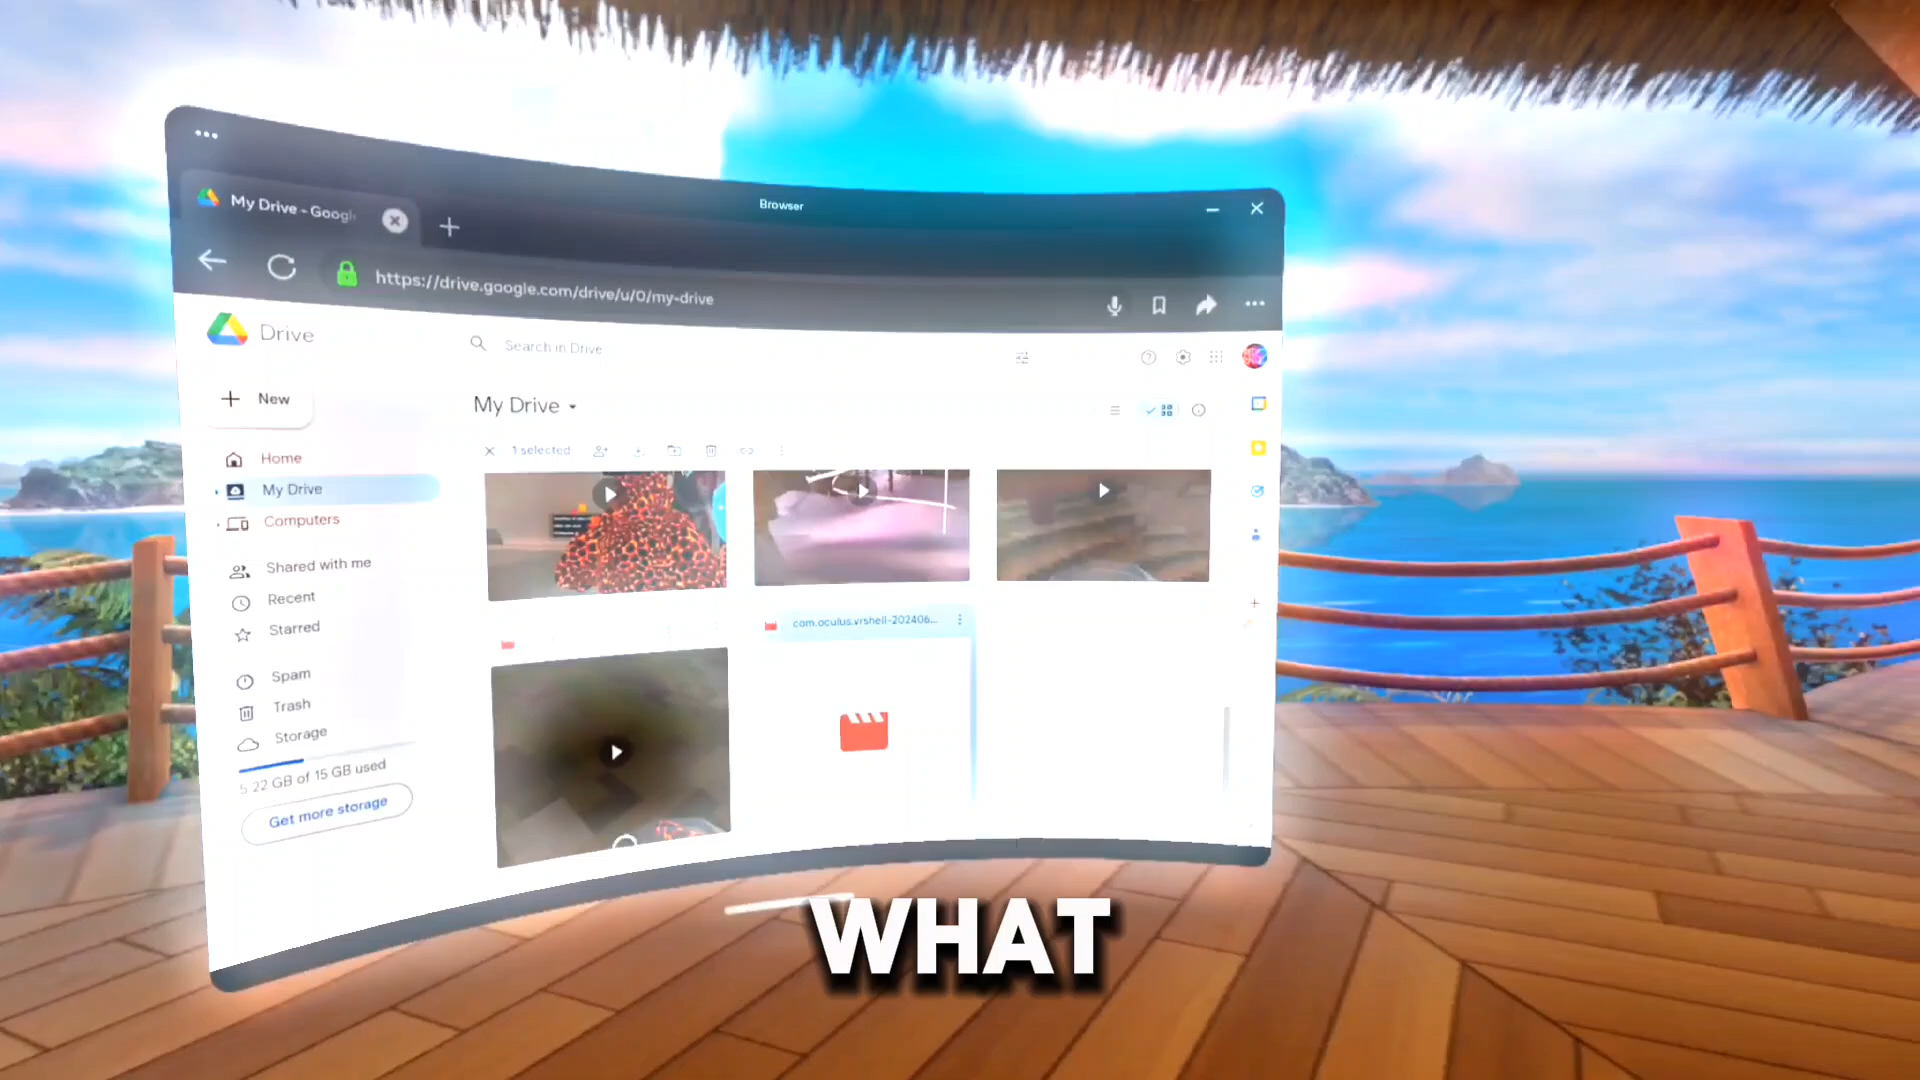 Browser
My Drive - Googl
https://drive.google.com/drive/u/0/my-drive
Drive
Search in Drive
New
My Drive
1 selected
Home
My Drive
Computers
Shared with me
Recent
Starred
Spam
Trash
Storage
5.22 GB of 15 GB used
Get more storage
com.oculus.vrshell-202406...
WHAT